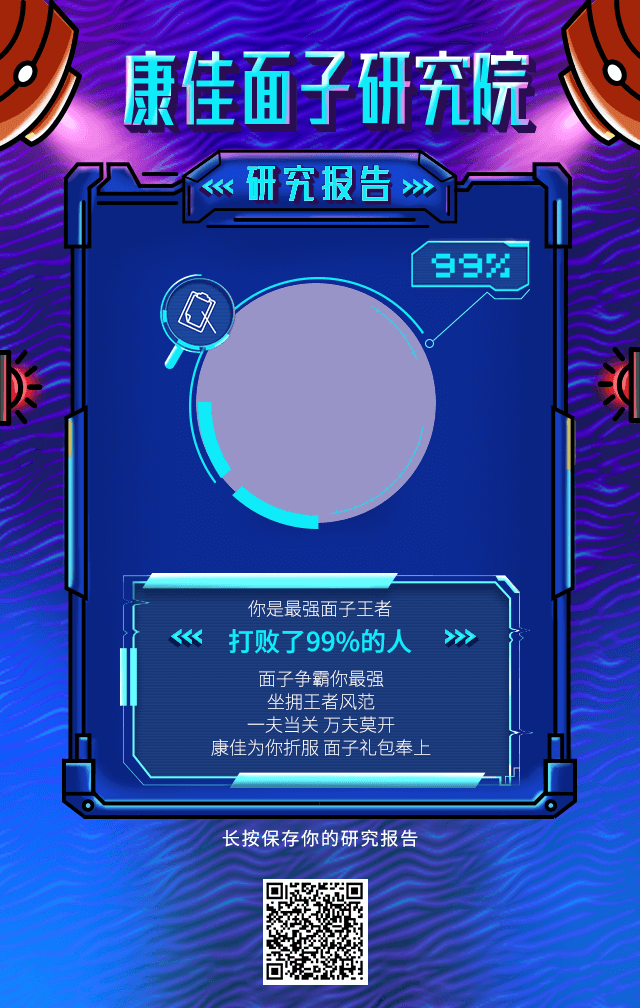 康佳面子研究院
研究报告
99%
你是最强面子王者
打败了99%的人
面子争霸你最强
坐拥王者风范
一夫当关 万夫莫开
康佳为你折服 面子礼包奉上
长按保存你的研究报告